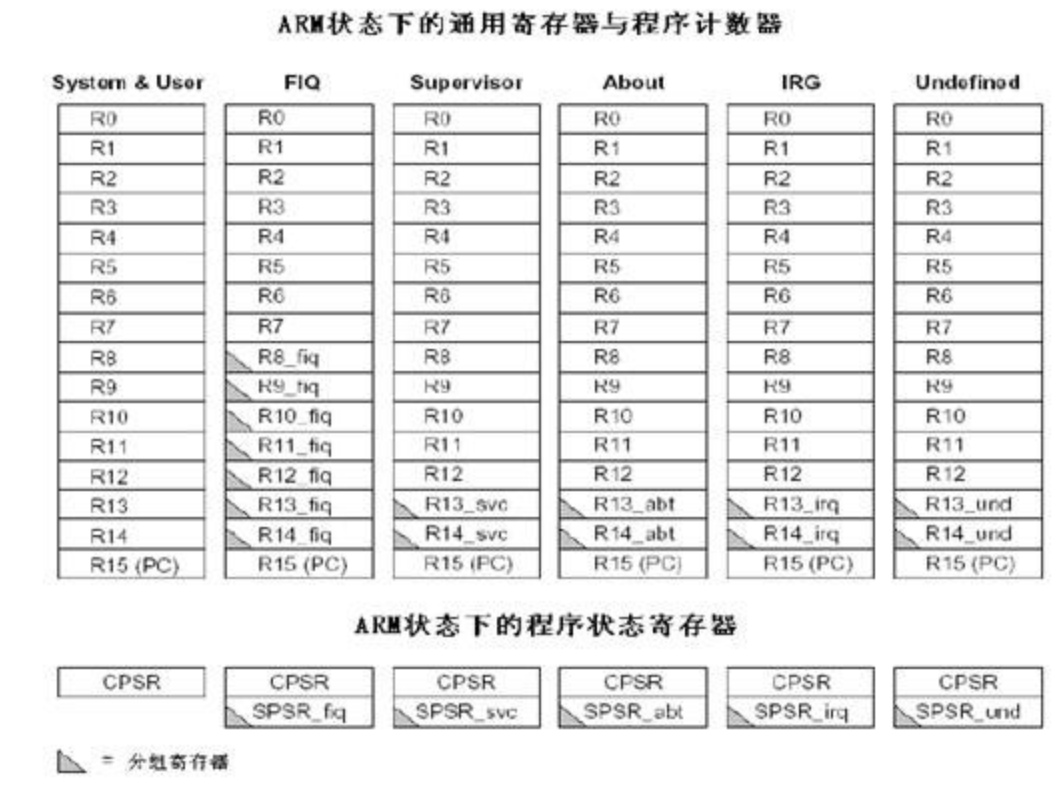 ARM状态下的通用寄存器与程序计数器
System & User FIQ Supervisor About IRG Undefined
R0 R0 R0 R0 R0 R0
R1 R1 R1 R1 R1 R1
R2 R2 R2 R2 R2 R2
R3 R3 R3 R3 R3 R3
R4 R4 R4 R4 R4 R4
R5 R5 R5 R5 R5 R5
R6 R6 R6 R6 R6 R6
R7 R7 R7 R7 R7 R7
R8 R8_fiq R8 R8 R8 R8
R9 R9_fiq R9 R9 R9 R9
R10 R10_fiq R10 R10 R10 R10
R11 R11_fiq R11 R11 R11 R11
R12 R12_fiq R12 R12 R12 R12
R13 R13_fiq R13_svc R13_abt R13_irq R13_und
R14 R14_fiq R14_svc R14_abt R14_irq R14_und
R15 (PC) R15 (PC) R15 (PC) R15 (PC) R15 (PC) R15 (PC)
ARM状态下的程序状态寄存器
CPSR CPSR CPSR CPSR CPSR CPSR
SPSR_fiq SPSR_svc SPSR_abt SPSR_irq SPSR_und
= 分组寄存器